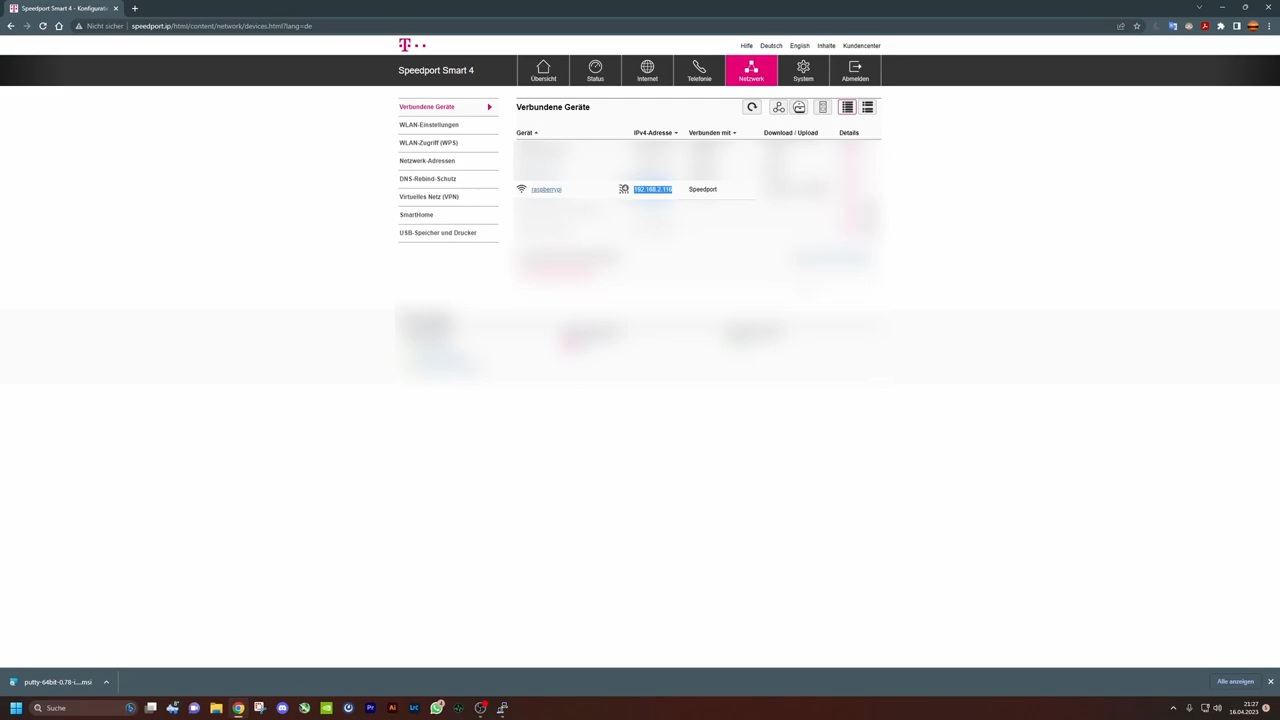 Speedport Smart 4 - Konfigurati
Nicht sicher
speedport.ip/html/content/network/devices.html?lang=de
Hilfe Deutsch English Inhalte Kundencenter
Speedport Smart 4
Übersicht Status Internet Telefonie Netzwerk System Abmelden
Verbundene Geräte
WLAN-Einstellungen
WLAN-Zugriff (WPS)
Netzwerk-Adressen
DNS-Rebind-Schutz
Virtuelles Netz (VPN)
SmartHome
USB-Speicher und Drucker
Verbundene Geräte
Gerät IPv4-Adresse Verbunden mit Download / Upload Details
raspberrypi 192.168.2.116 Speedport
putty-64bit-0.78-i....msi
Alle anzeigen
Suche
21:27
16.04.2023